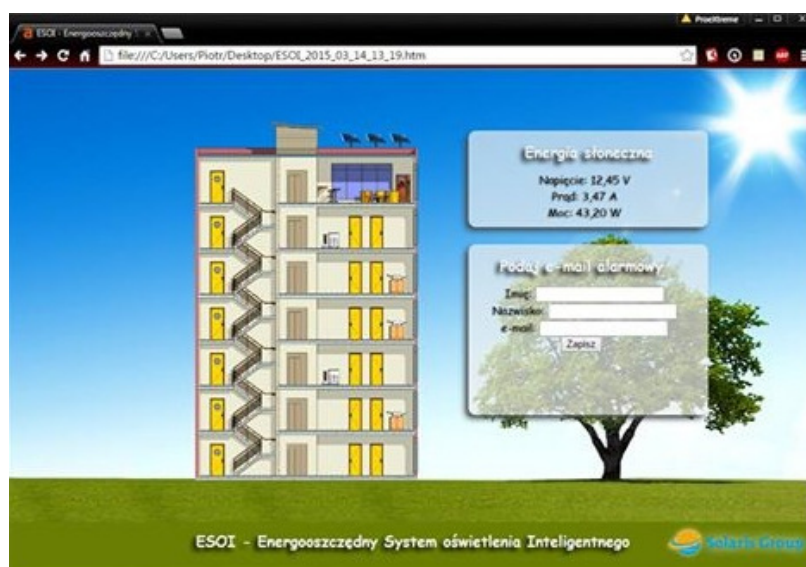 ProeXtreme
ESOI - Energooszczędny S
file:///C:/Users/Piotr/Desktop/ESOI_2015_03_14_13_19.htm
Energia słoneczna
Napięcie: 12,45 V
Prąd: 3,47 A
Moc: 43,20 W
Podaj e-mail alarmowy
Imię:
Nazwisko:
e-mail:
Zapisz
ESOI - Energooszczędny System oświetlenia Inteligentnego
Solaris Group